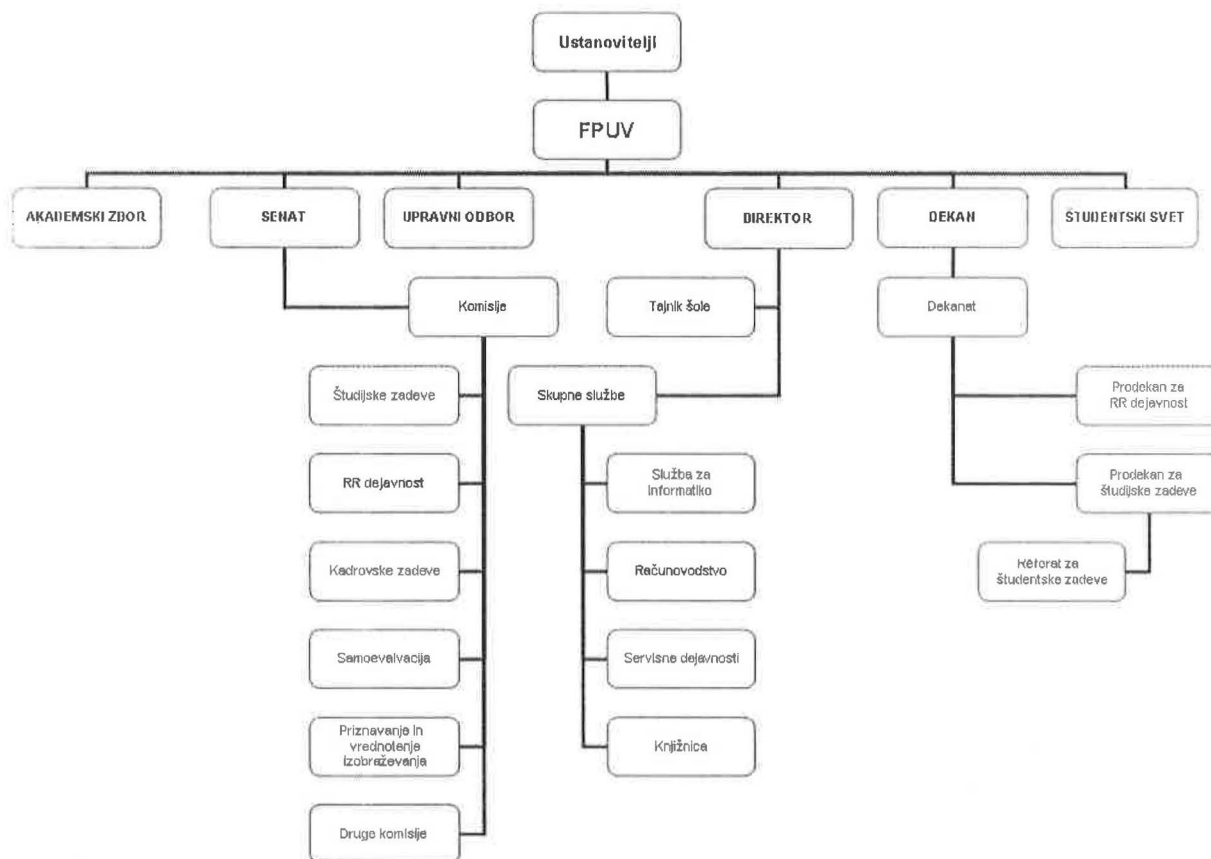 Ustanovitelji
FPUV
AKADEMSKI ZBOR
SENAT
UPRAVNI ODBOR
DIREKTOR
DEKAN
ŠTUDENTSKI SVET
Komisije
Tajnik šole
Dekanat
Študijske zadeve
Skupne službe
Prodekan za
RR dejavnost
RR dejavnost
Služba za
informatiko
Prodekan za
študijske zadeve
Kadrovske zadeve
Računovodstvo
Referat za
študentske zadeve
Samoevalvacija
Servisne dejavnosti
Priznavanje in
vrednotenje
izobraževanja
Knjižnica
Druge komisije